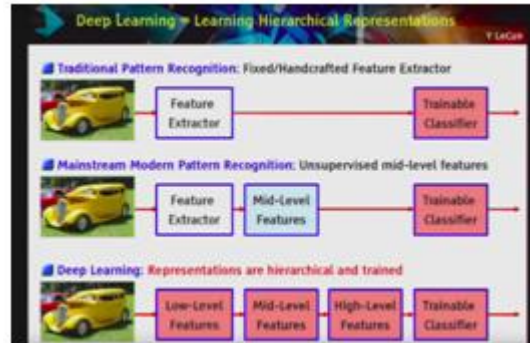 Deep Learning = Learning Hierarchical Representations
Y LeCun
Traditional Pattern Recognition: Fixed/Handcrafted Feature Extractor
Feature Extractor
Trainable Classifier
Mainstream Modern Pattern Recognition: Unsupervised mid-level features
Feature Extractor
Mid-Level Features
Trainable Classifier
Deep Learning: Representations are hierarchical and trained
Low-Level Features
Mid-Level Features
High-Level Features
Trainable Classifier